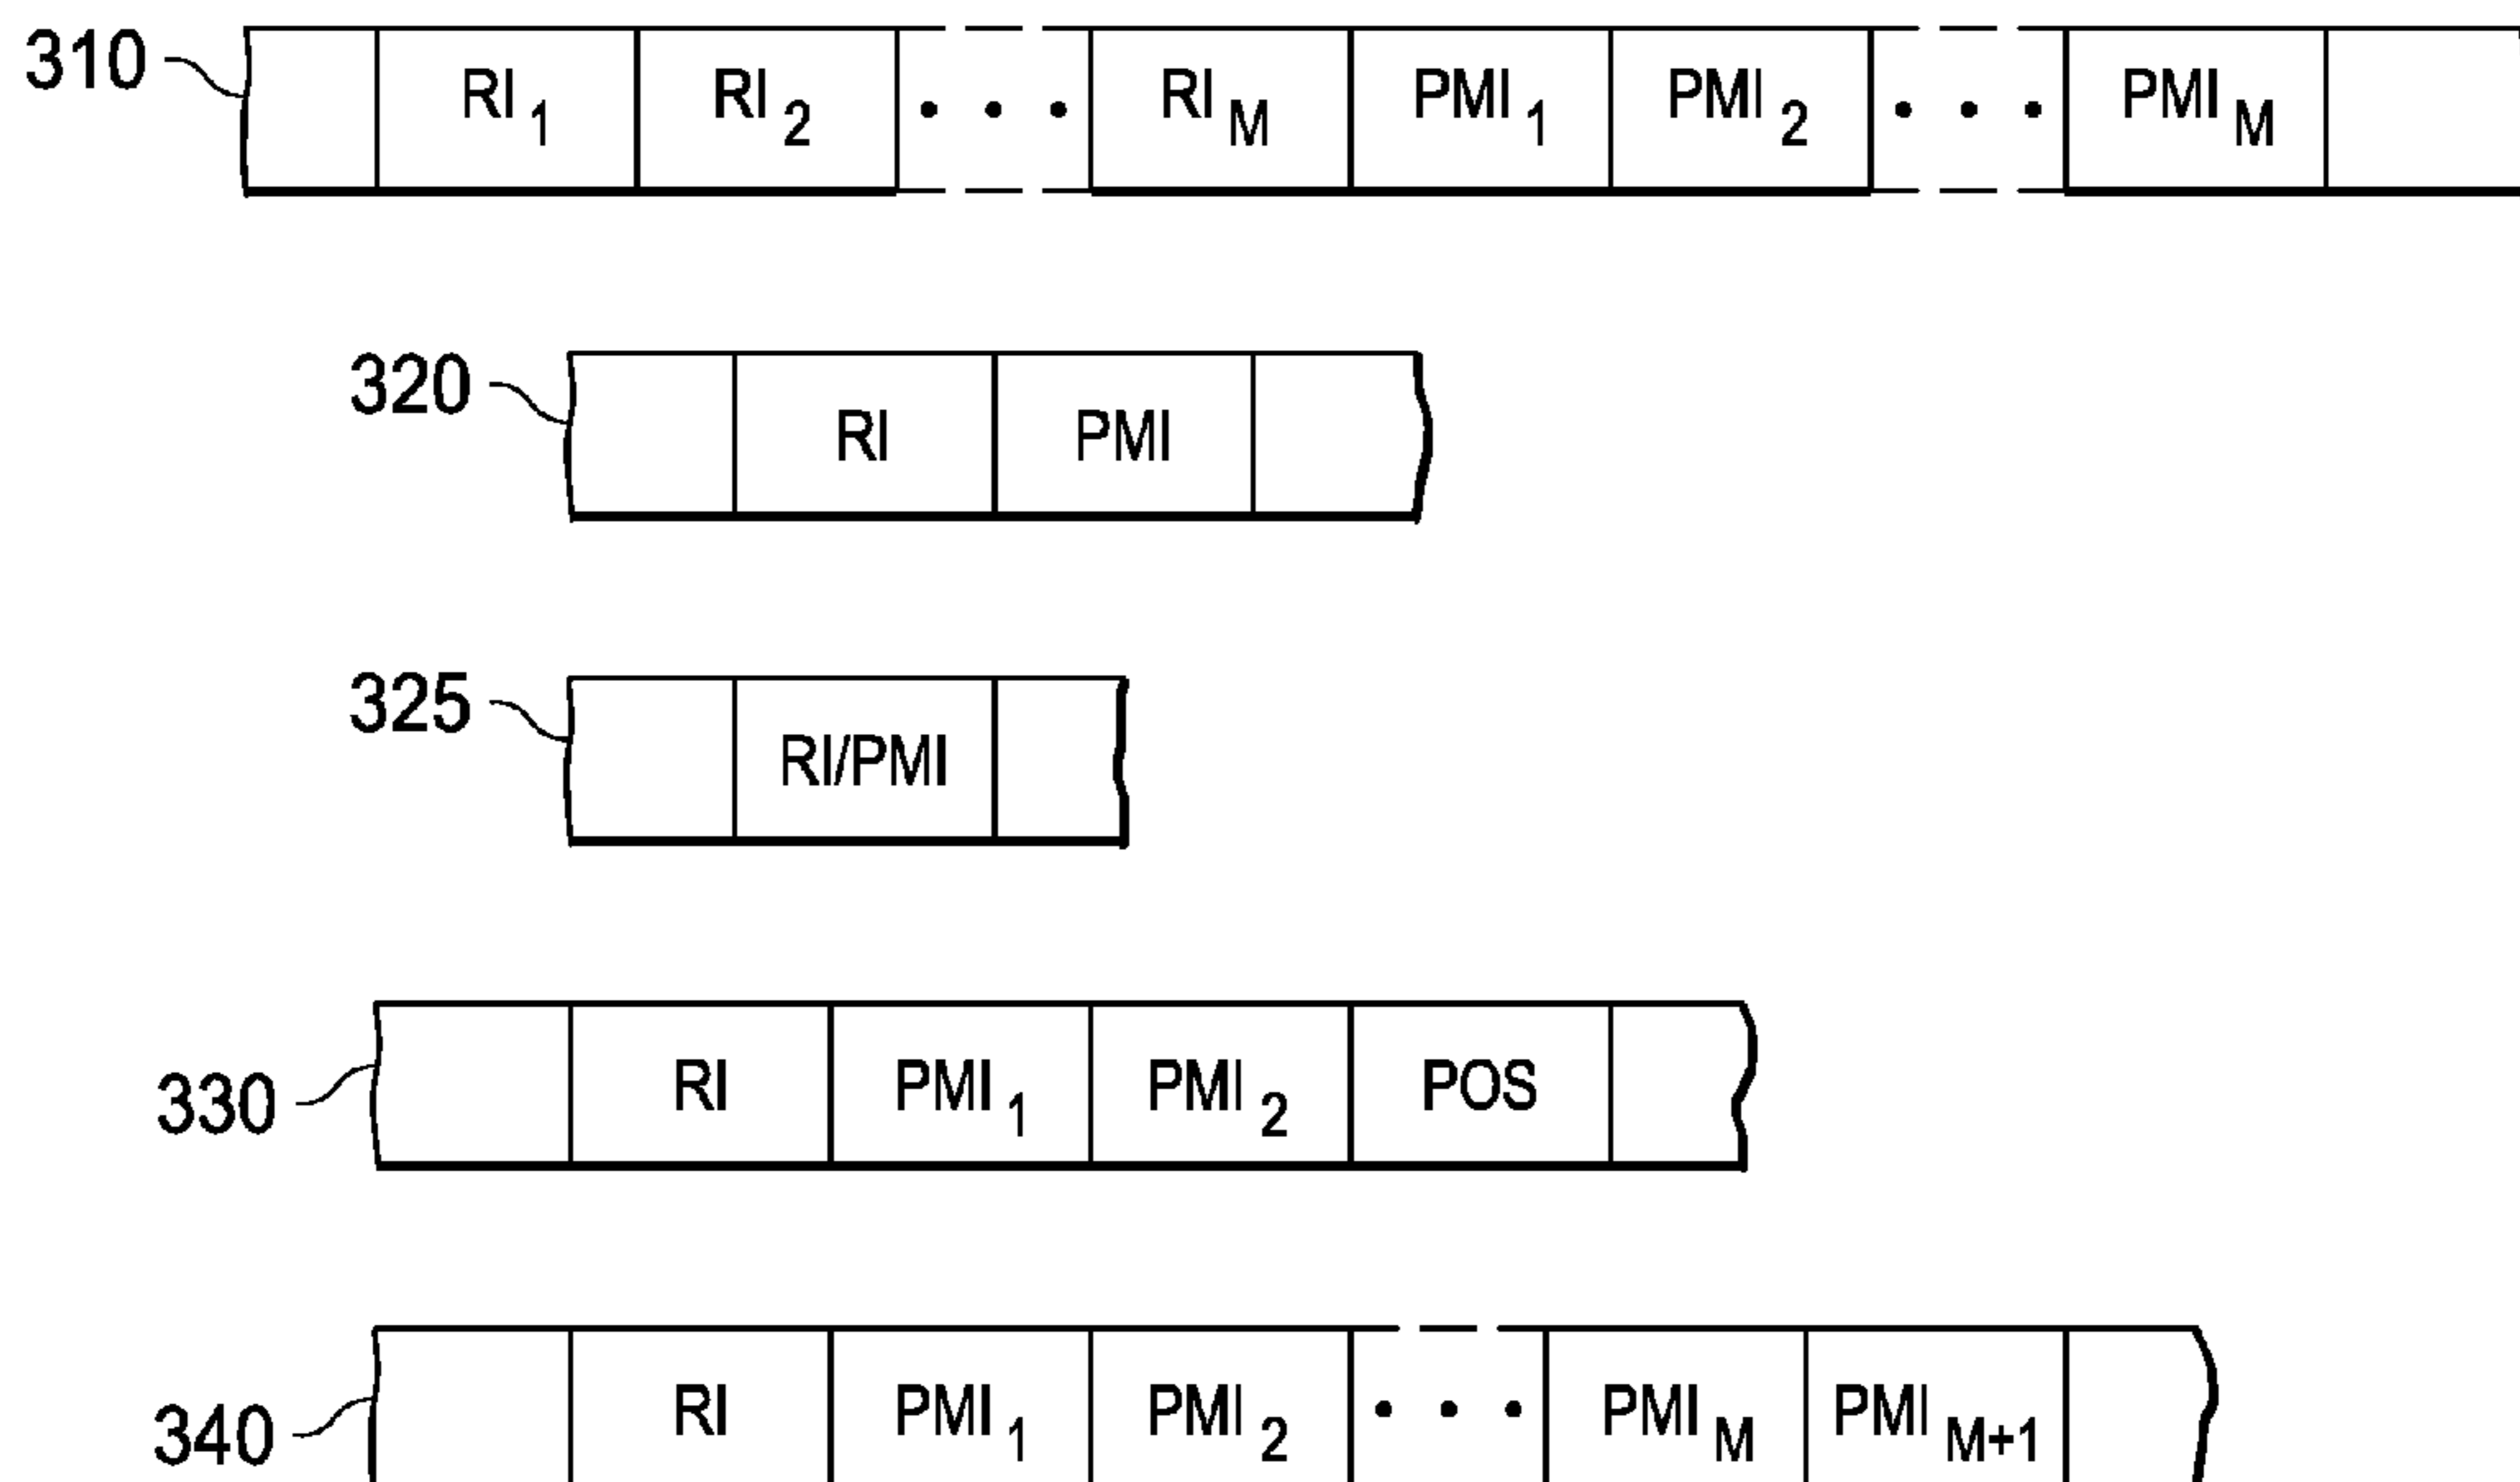 310 RI 1 RI 2 • • • RI M PMI 1 PMI 2 • • • PMI M
320 RI PMI
325 RI/PMI
330 RI PMI 1 PMI 2 POS
340 RI PMI 1 PMI 2 • • • PMI M PMI M+1